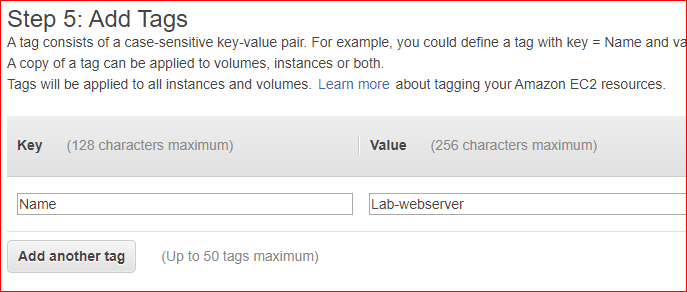 Step 5: Add Tags
A tag consists of a case-sensitive key-value pair. For example, you could define a tag with key = Name and va
A copy of a tag can be applied to volumes, instances or both.
Tags will be applied to all instances and volumes. Learn more about tagging your Amazon EC2 resources.
Key (128 characters maximum) Value (256 characters maximum)
Name Lab-webserver
Add another tag (Up to 50 tags maximum)